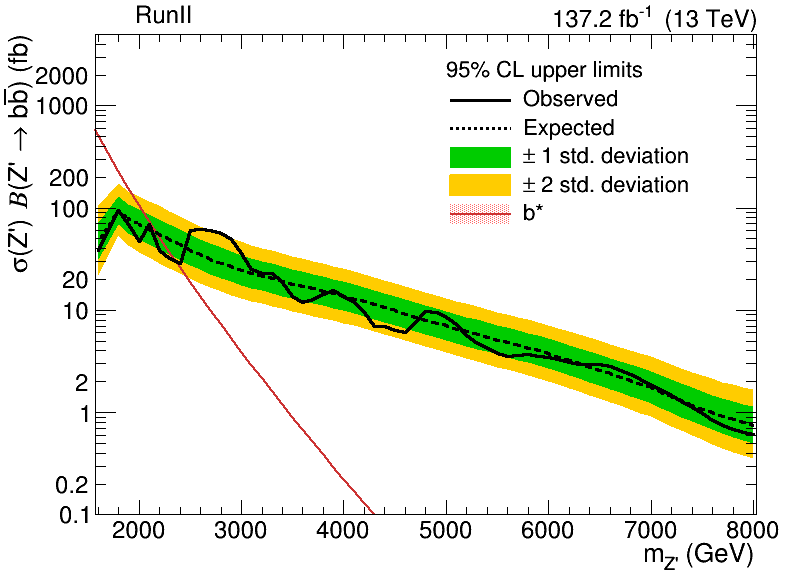 RunII
137.2 fb⁻¹ (13 TeV)
σ(Z') B(Z' → bb̅) (fb)
95% CL upper limits
Observed
Expected
± 1 std. deviation
± 2 std. deviation
b*
2000
1000
200
100
20
10
2
1
0.2
0.1
2000 3000 4000 5000 6000 7000 8000
m_Z' (GeV)